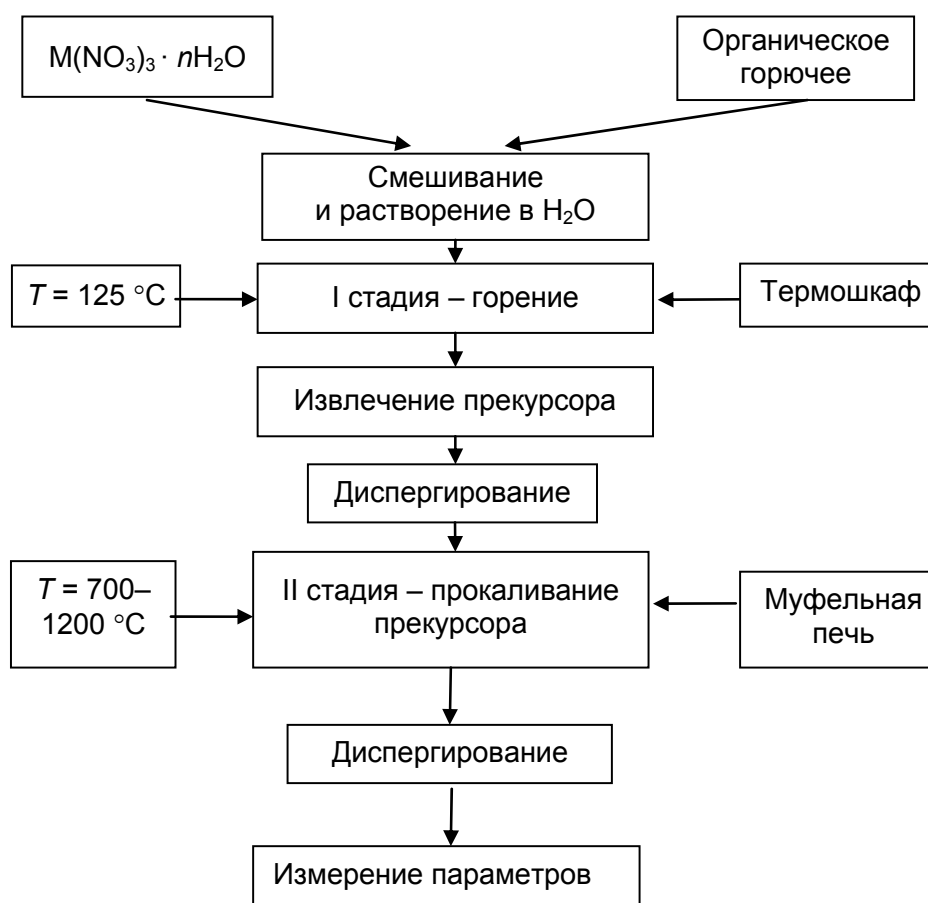 M(NO₃)₃ · nH₂O
Органическое
горючее
Смешивание
и растворение в H₂O
T = 125 °C
I стадия – горение
Термошкаф
Извлечение прекурсора
Диспергирование
T = 700–
1200 °C
II стадия – прокаливание
прекурсора
Муфельная
печь
Диспергирование
Измерение параметров